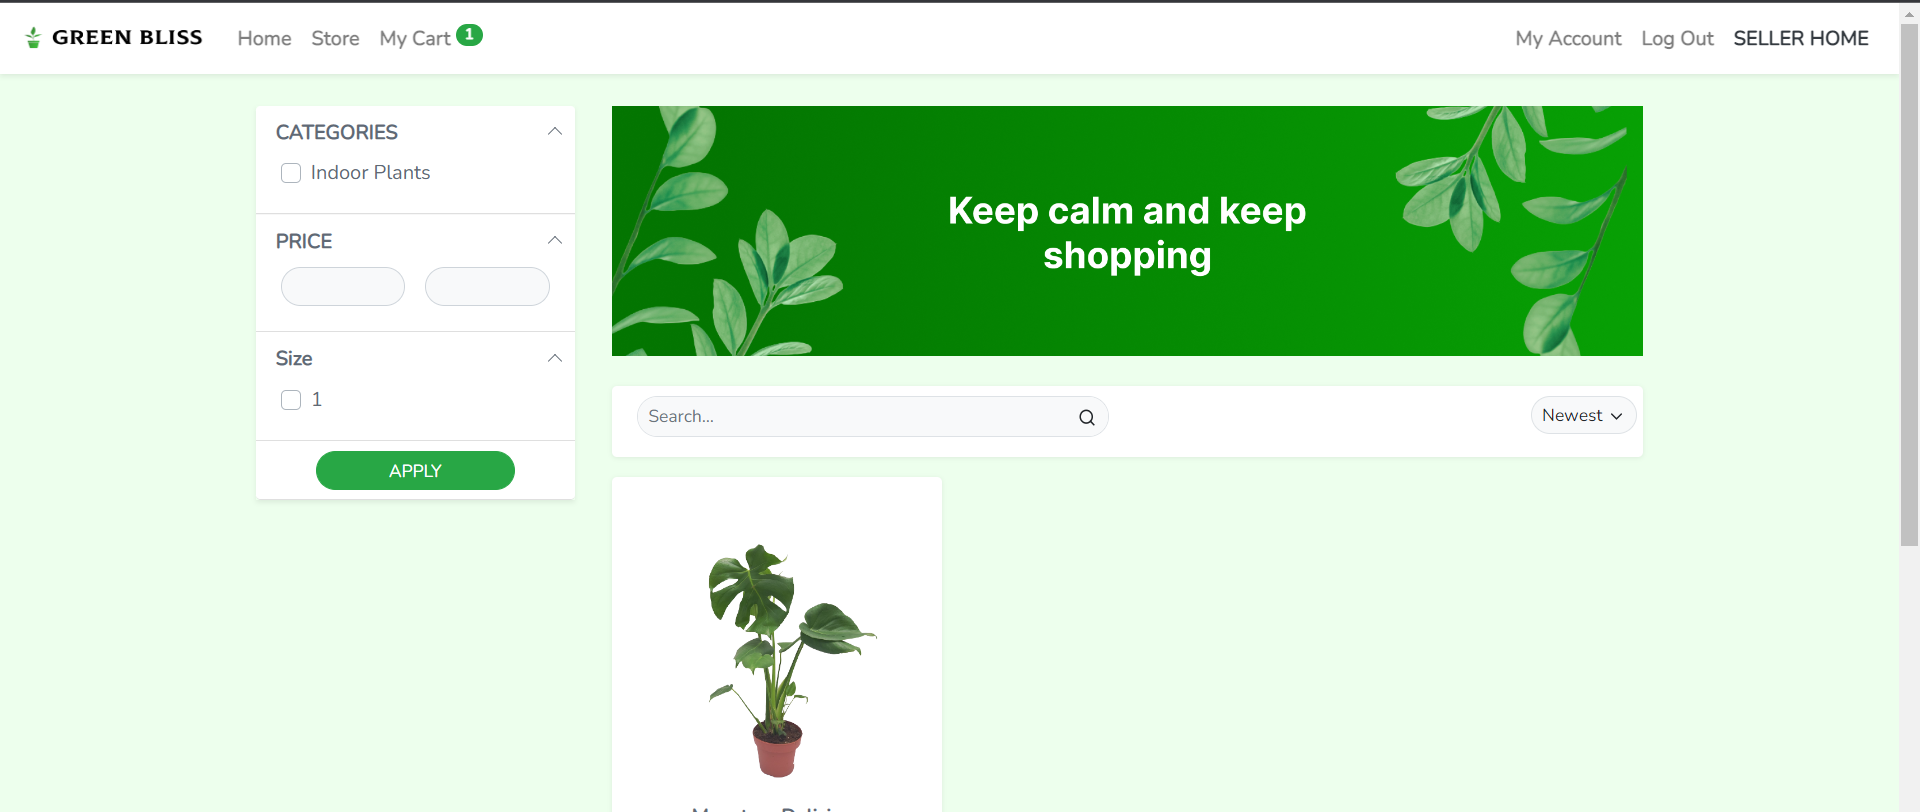 GREEN BLISS Home Store My Cart 1 My Account Log Out SELLER HOME
CATEGORIES
Indoor Plants
PRICE
Size
1
APPLY
Keep calm and keep
shopping
Search...
Newest